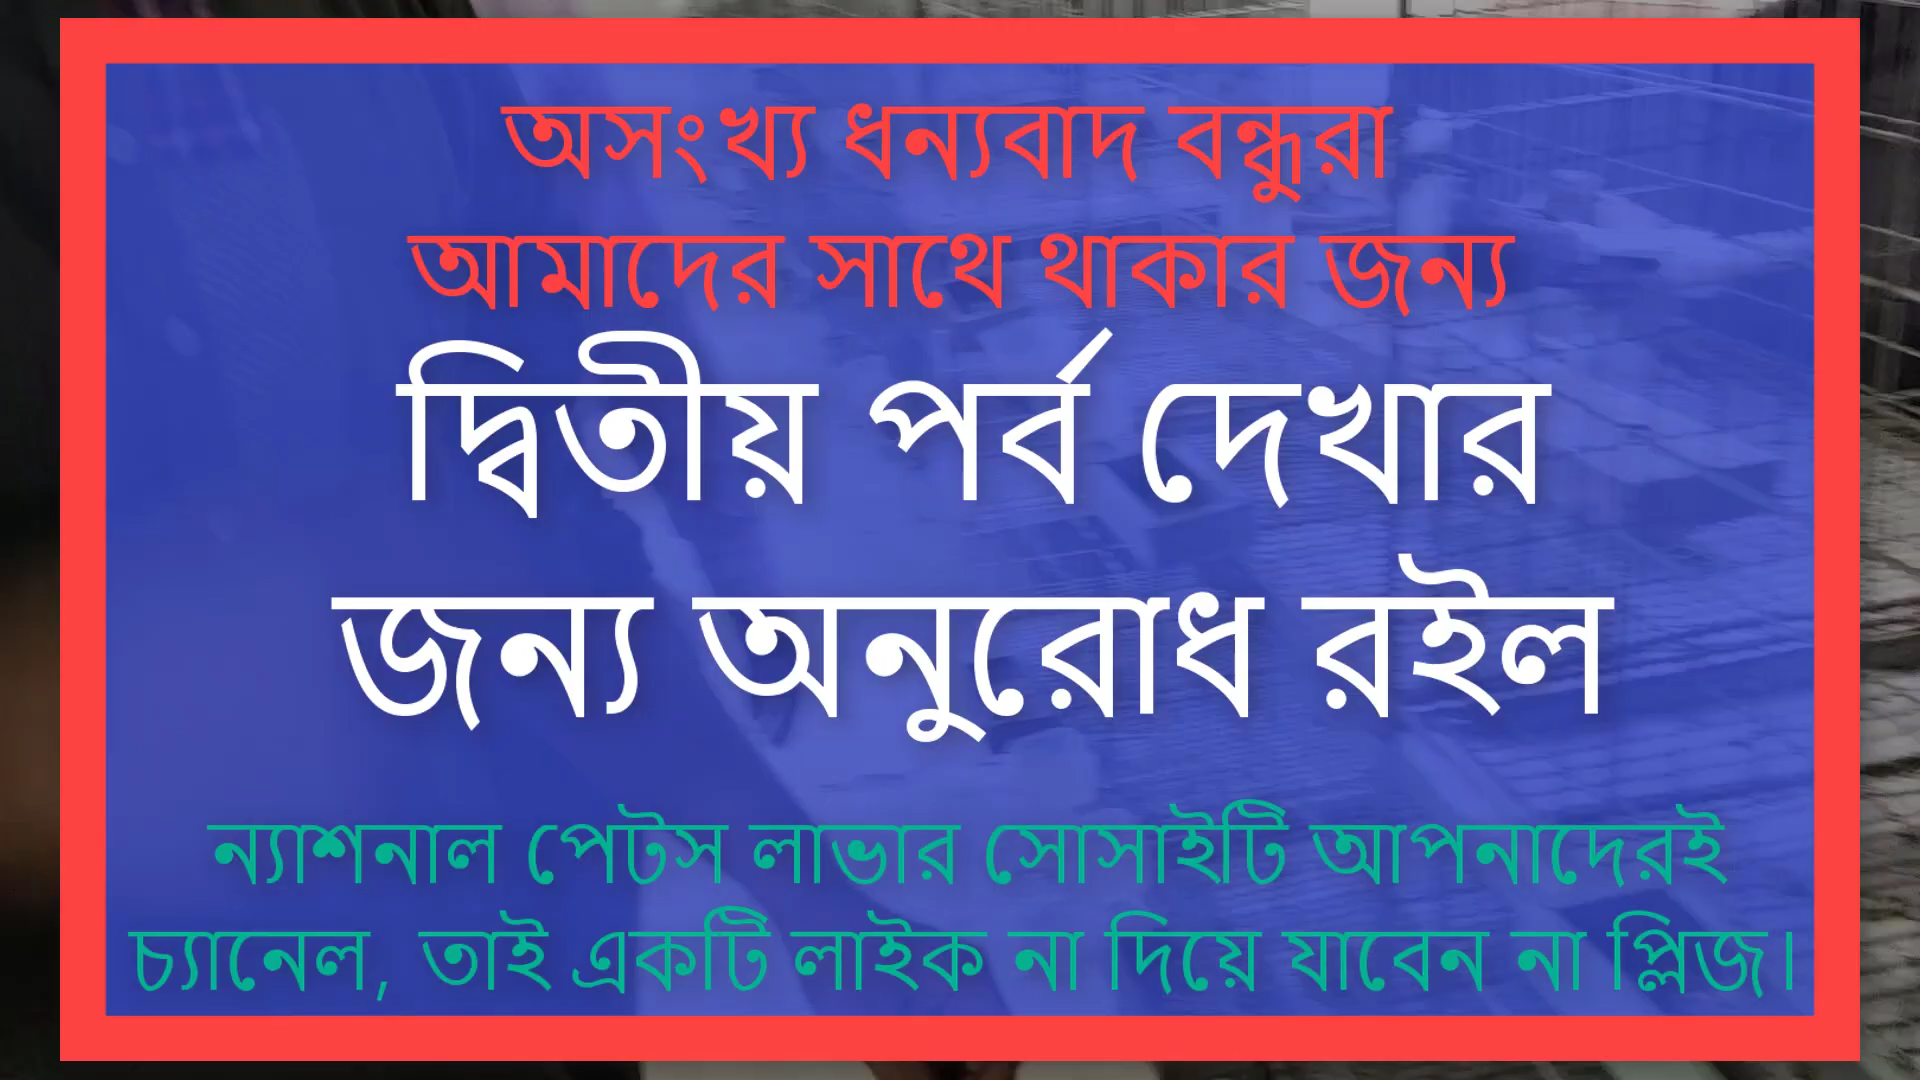 অসংখ্য ধন্যবাদ বন্ধুরা
আমাদের সাথে থাকার জন্য
দ্বিতীয় পর্ব দেখার
জন্য অনুরোধ রইল
ন্যাশনাল পেটস লাভার সোসাইটি আপনাদেরই
চ্যানেল, তাই একটি লাইক না দিয়ে যাবেন না প্লিজ।